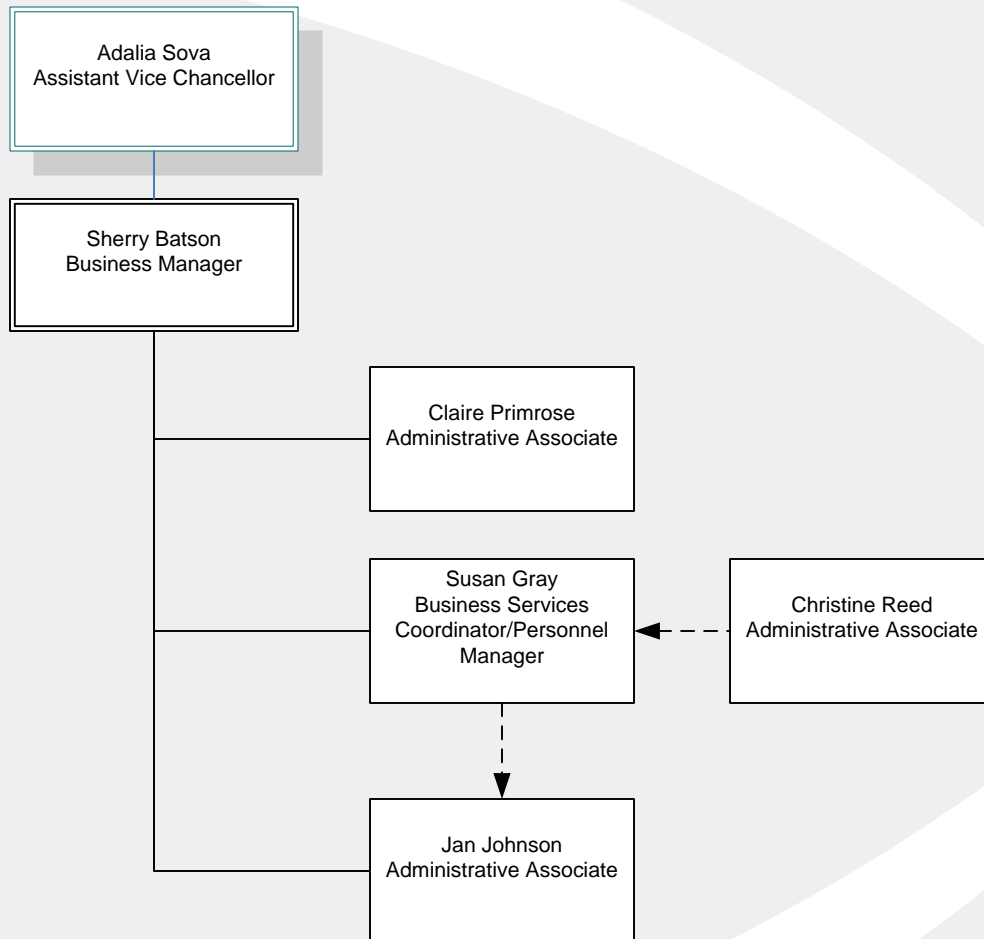 Adalia Sova
Assistant Vice Chancellor
Sherry Batson
Business Manager
Claire Primrose
Administrative Associate
Susan Gray
Business Services
Coordinator/Personnel
Manager
Christine Reed
Administrative Associate
Jan Johnson
Administrative Associate